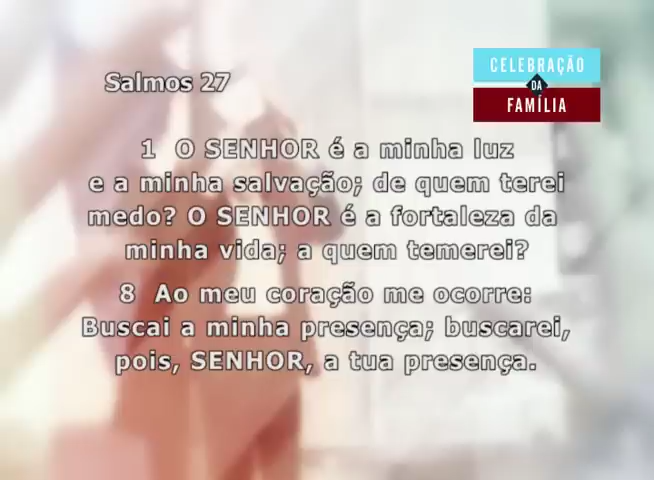 Salmos 27
CELEBRAÇÃO
DA
FAMÍLIA
1 O SENHOR é a minha luz
e a minha salvação; de quem terei
medo? O SENHOR é a fortaleza da
minha vida; a quem temerei?
8 Ao meu coração me ocorre:
Buscai a minha presença; buscarei,
pois, SENHOR, a tua presença.